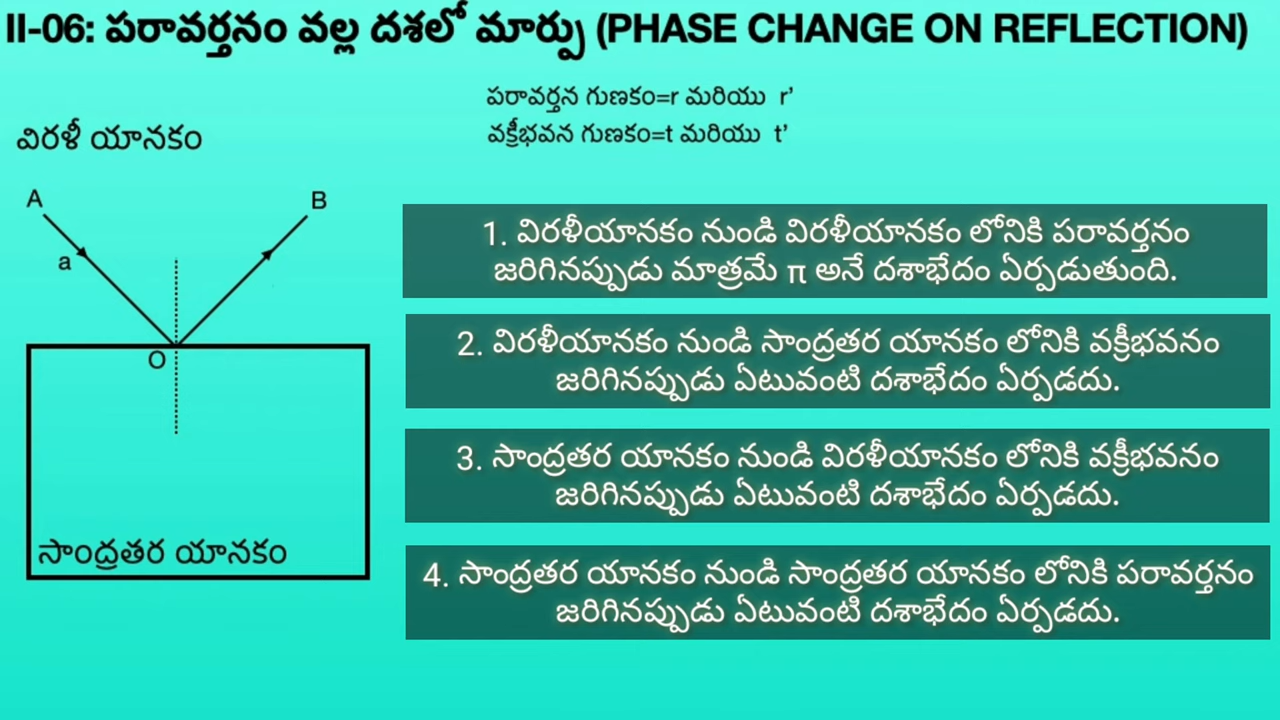 II-06: పరావర్తనం వల్ల దశలో మార్పు (PHASE CHANGE ON REFLECTION)
పరావర్తన గుణకం=r మరియు r’
వక్రీభవన గుణకం=t మరియు t’
విరళీ యానకం
A
B
a
O
సాంద్రతర యానకం
1. విరళీయానకం నుండి విరళీయానకం లోనికి పరావర్తనం
జరిగినప్పుడు మాత్రమే π అనే దశాభేదం ఏర్పడుతుంది.
2. విరళీయానకం నుండి సాంద్రతర యానకం లోనికి వక్రీభవనం
జరిగినప్పుడు ఏటువంటి దశాభేదం ఏర్పడదు.
3. సాంద్రతర యానకం నుండి విరళీయానకం లోనికి వక్రీభవనం
జరిగినప్పుడు ఏటువంటి దశాభేదం ఏర్పడదు.
4. సాంద్రతర యానకం నుండి సాంద్రతర యానకం లోనికి పరావర్తనం
జరిగినప్పుడు ఏటువంటి దశాభేదం ఏర్పడదు.